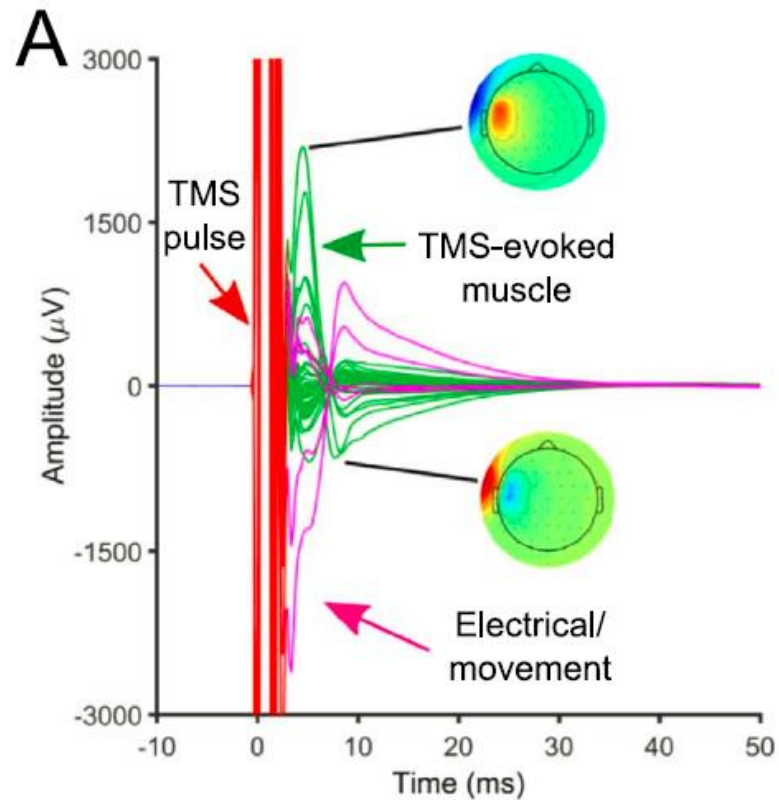 A
3000
1500
0
-1500
-3000
Amplitude (μV)
TMS
pulse
TMS-evoked
muscle
Electrical/
movement
-10 0 10 20 30 40 50
Time (ms)